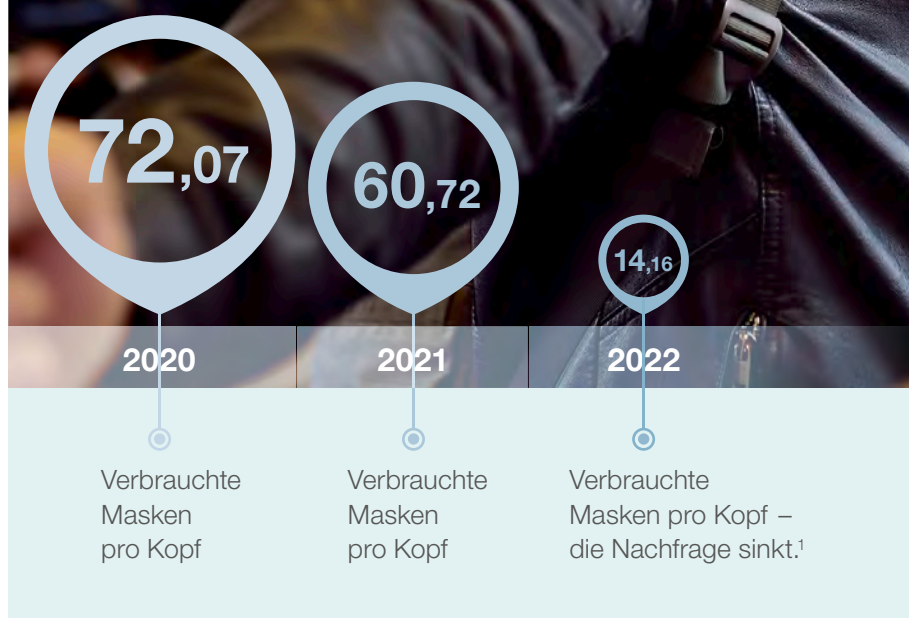 72,07
60,72
14,16
2020
2021
2022
Verbrauchte
Masken
pro Kopf
Verbrauchte
Masken
pro Kopf
Verbrauchte
Masken pro Kopf –
die Nachfrage sinkt.¹